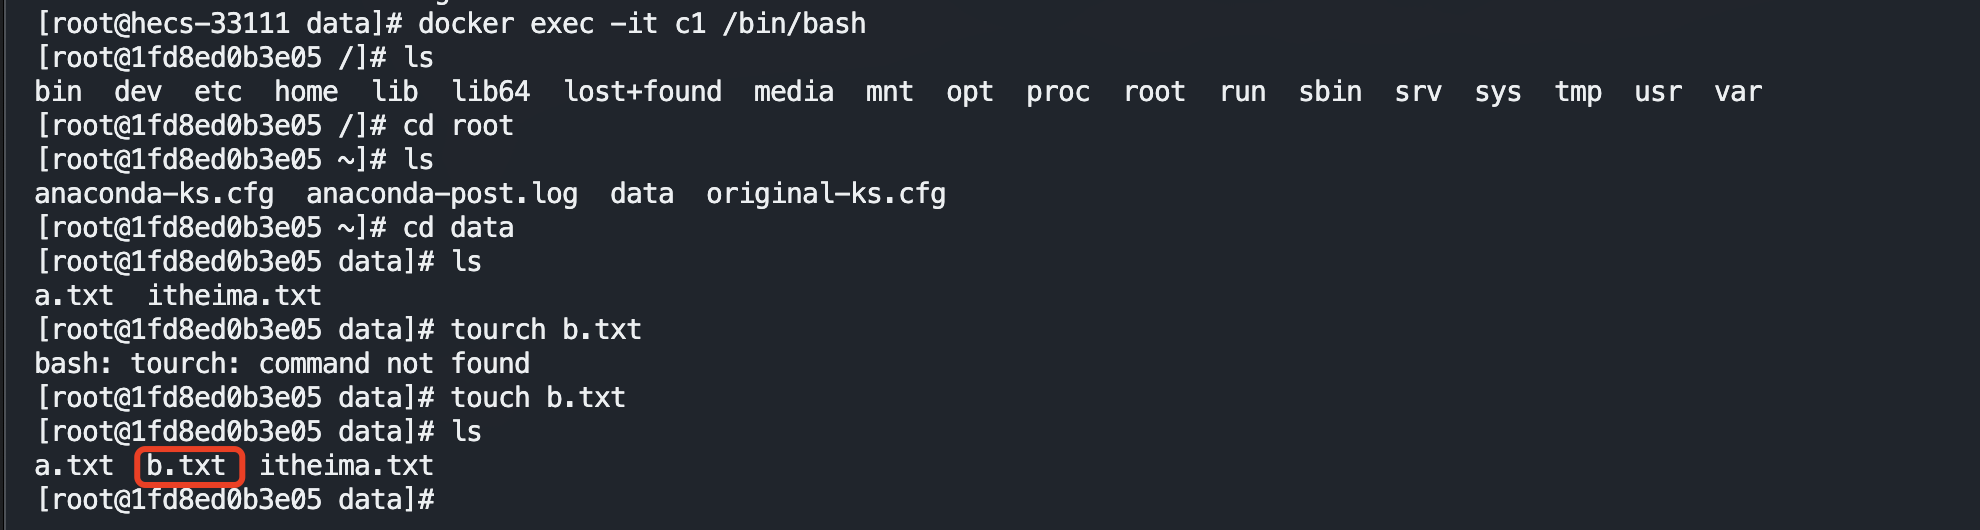 [root@hecs-33111 data]# docker exec -it c1 /bin/bash
[root@1fd8ed0b3e05 /]# ls
bin  dev  etc  home  lib  lib64  lost+found  media  mnt  opt  proc  root  run  sbin  srv  sys  tmp  usr  var
[root@1fd8ed0b3e05 /]# cd root
[root@1fd8ed0b3e05 ~]# ls
anaconda-ks.cfg  anaconda-post.log  data  original-ks.cfg
[root@1fd8ed0b3e05 ~]# cd data
[root@1fd8ed0b3e05 data]# ls
a.txt  itheima.txt
[root@1fd8ed0b3e05 data]# tourch b.txt
bash: tourch: command not found
[root@1fd8ed0b3e05 data]# touch b.txt
[root@1fd8ed0b3e05 data]# ls
a.txt  b.txt  itheima.txt
[root@1fd8ed0b3e05 data]#